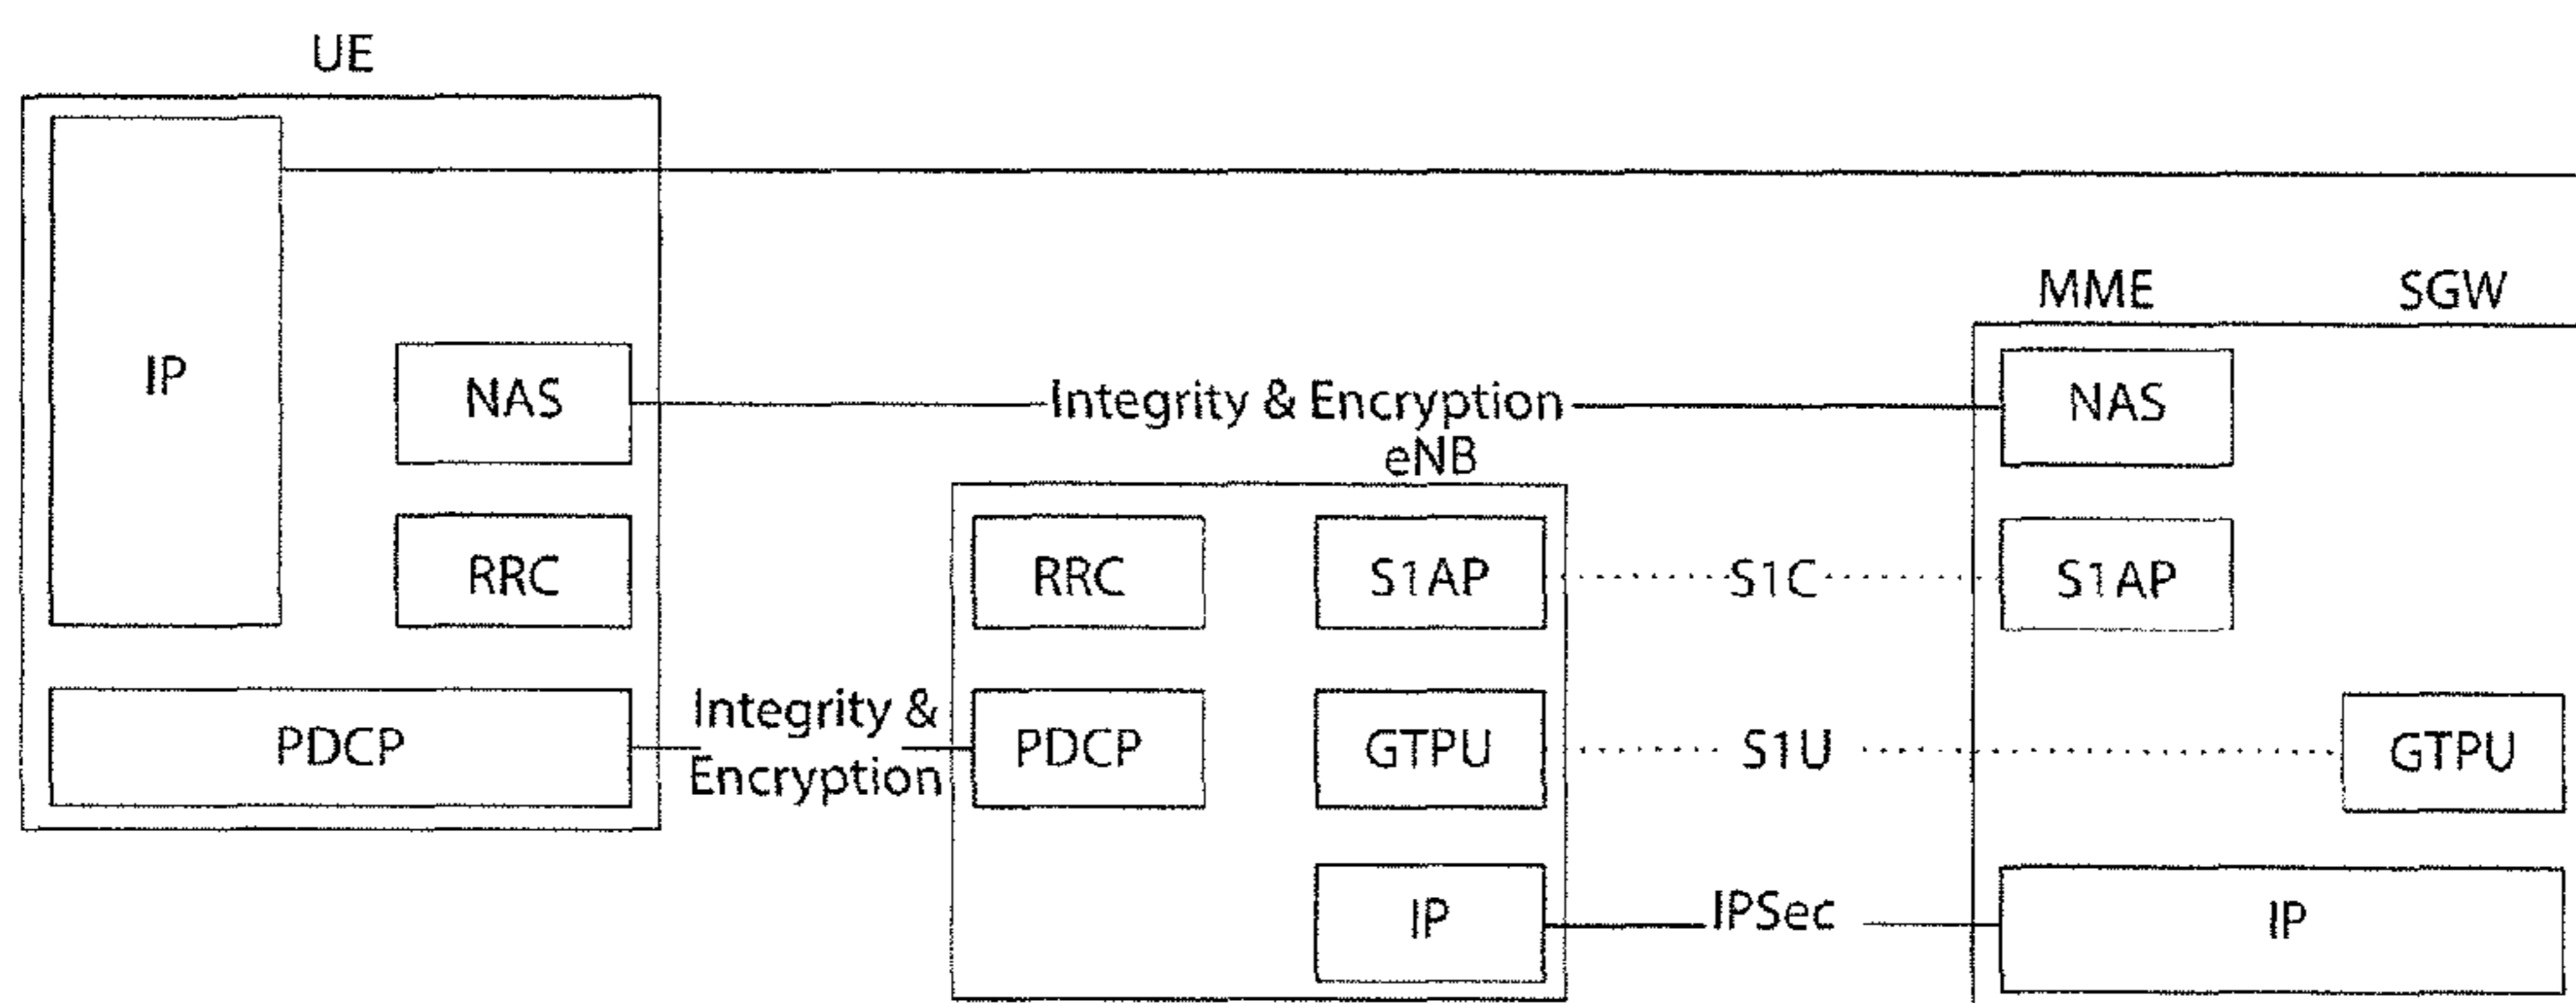 UE
MME SGW
IP
NAS
Integrity & Encryption
NAS
eNB
RRC
RRC
S1AP
S1C
S1AP
PDCP
Integrity &
Encryption
PDCP
GTPU
S1U
GTPU
IP
IPSec
IP